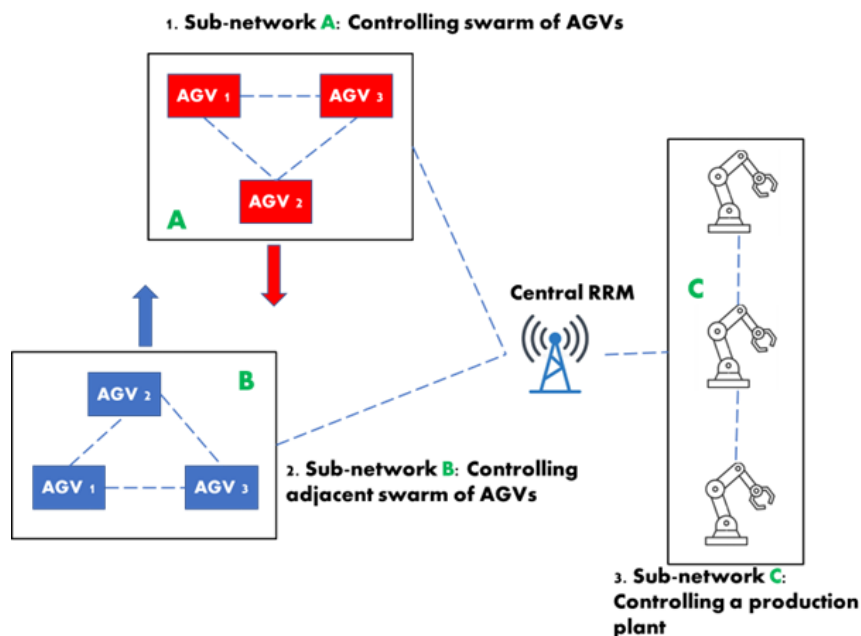 1. Sub-network A: Controlling swarm of AGVs
AGV 1
AGV 3
AGV 2
A
Central RRM
C
B
AGV 2
AGV 1
AGV 3
2. Sub-network B: Controlling
adjacent swarm of AGVs
3. Sub-network C:
Controlling a production
plant